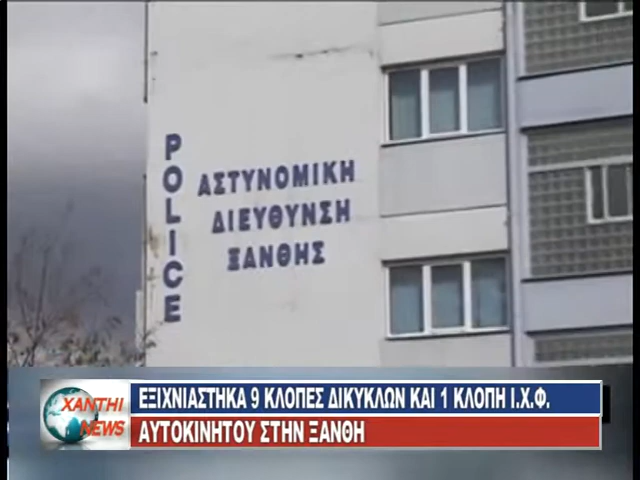 POLICE
ΑΣΤΥΝΟΜΙΚΗ
ΔΙΕΥΘΥΝΣΗ
ΞΑΝΘΗΣ
XANTHI
NEWS
ΕΞΙΧΝΙΑΣΤΗΚΑ 9 ΚΛΟΠΕΣ ΔΙΚΥΚΛΩΝ ΚΑΙ 1 ΚΛΟΠΗ Ι.Χ.Φ.
ΑΥΤΟΚΙΝΗΤΟΥ ΣΤΗΝ ΞΑΝΘΗ